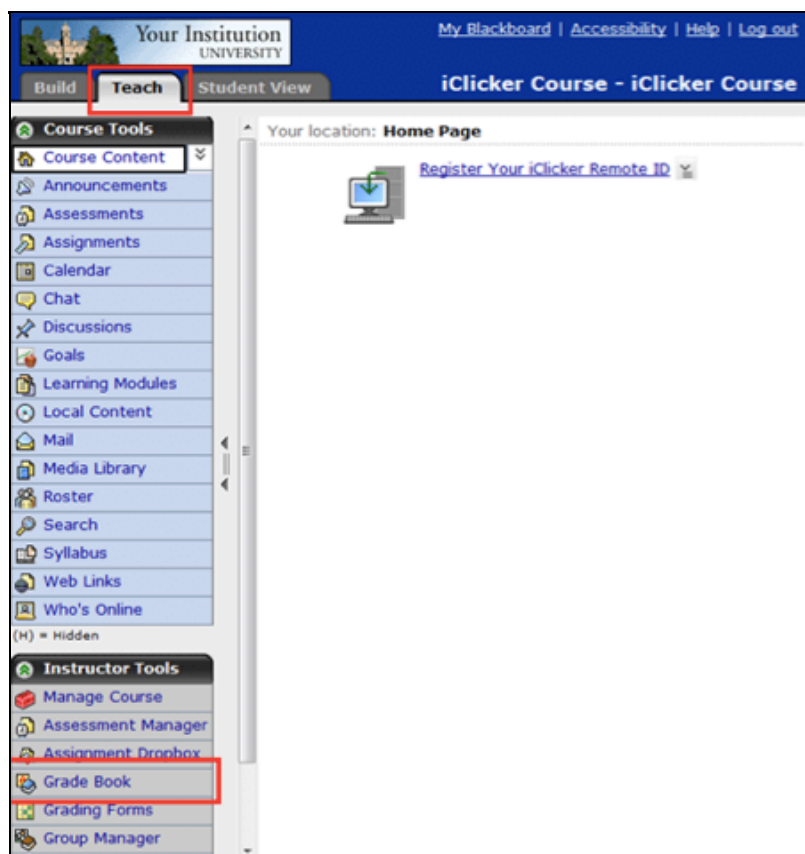 Your Institution
UNIVERSITY
My Blackboard | Accessibility | Help | Log out
Build Teach Student View
iClicker Course - iClicker Course
Course Tools
Course Content
Announcements
Assessments
Assignments
Calendar
Chat
Discussions
Goals
Learning Modules
Local Content
Mail
Media Library
Roster
Search
Syllabus
Web Links
Who's Online
(H) = Hidden
Instructor Tools
Manage Course
Assessment Manager
Assignment Dropbox
Grade Book
Grading Forms
Group Manager
Your location: Home Page
Register Your iClicker Remote ID